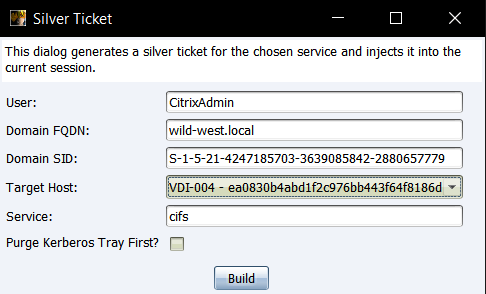 Silver Ticket
This dialog generates a silver ticket for the chosen service and injects it into the
current session.
User: CitrixAdmin
Domain FQDN: wild-west.local
Domain SID: S-1-5-21-4247185703-3639085842-2880657779
Target Host: VDI-004 - ea0830b4abd1f2c976bb443f64f8186d
Service: cifs
Purge Kerberos Tray First?
Build